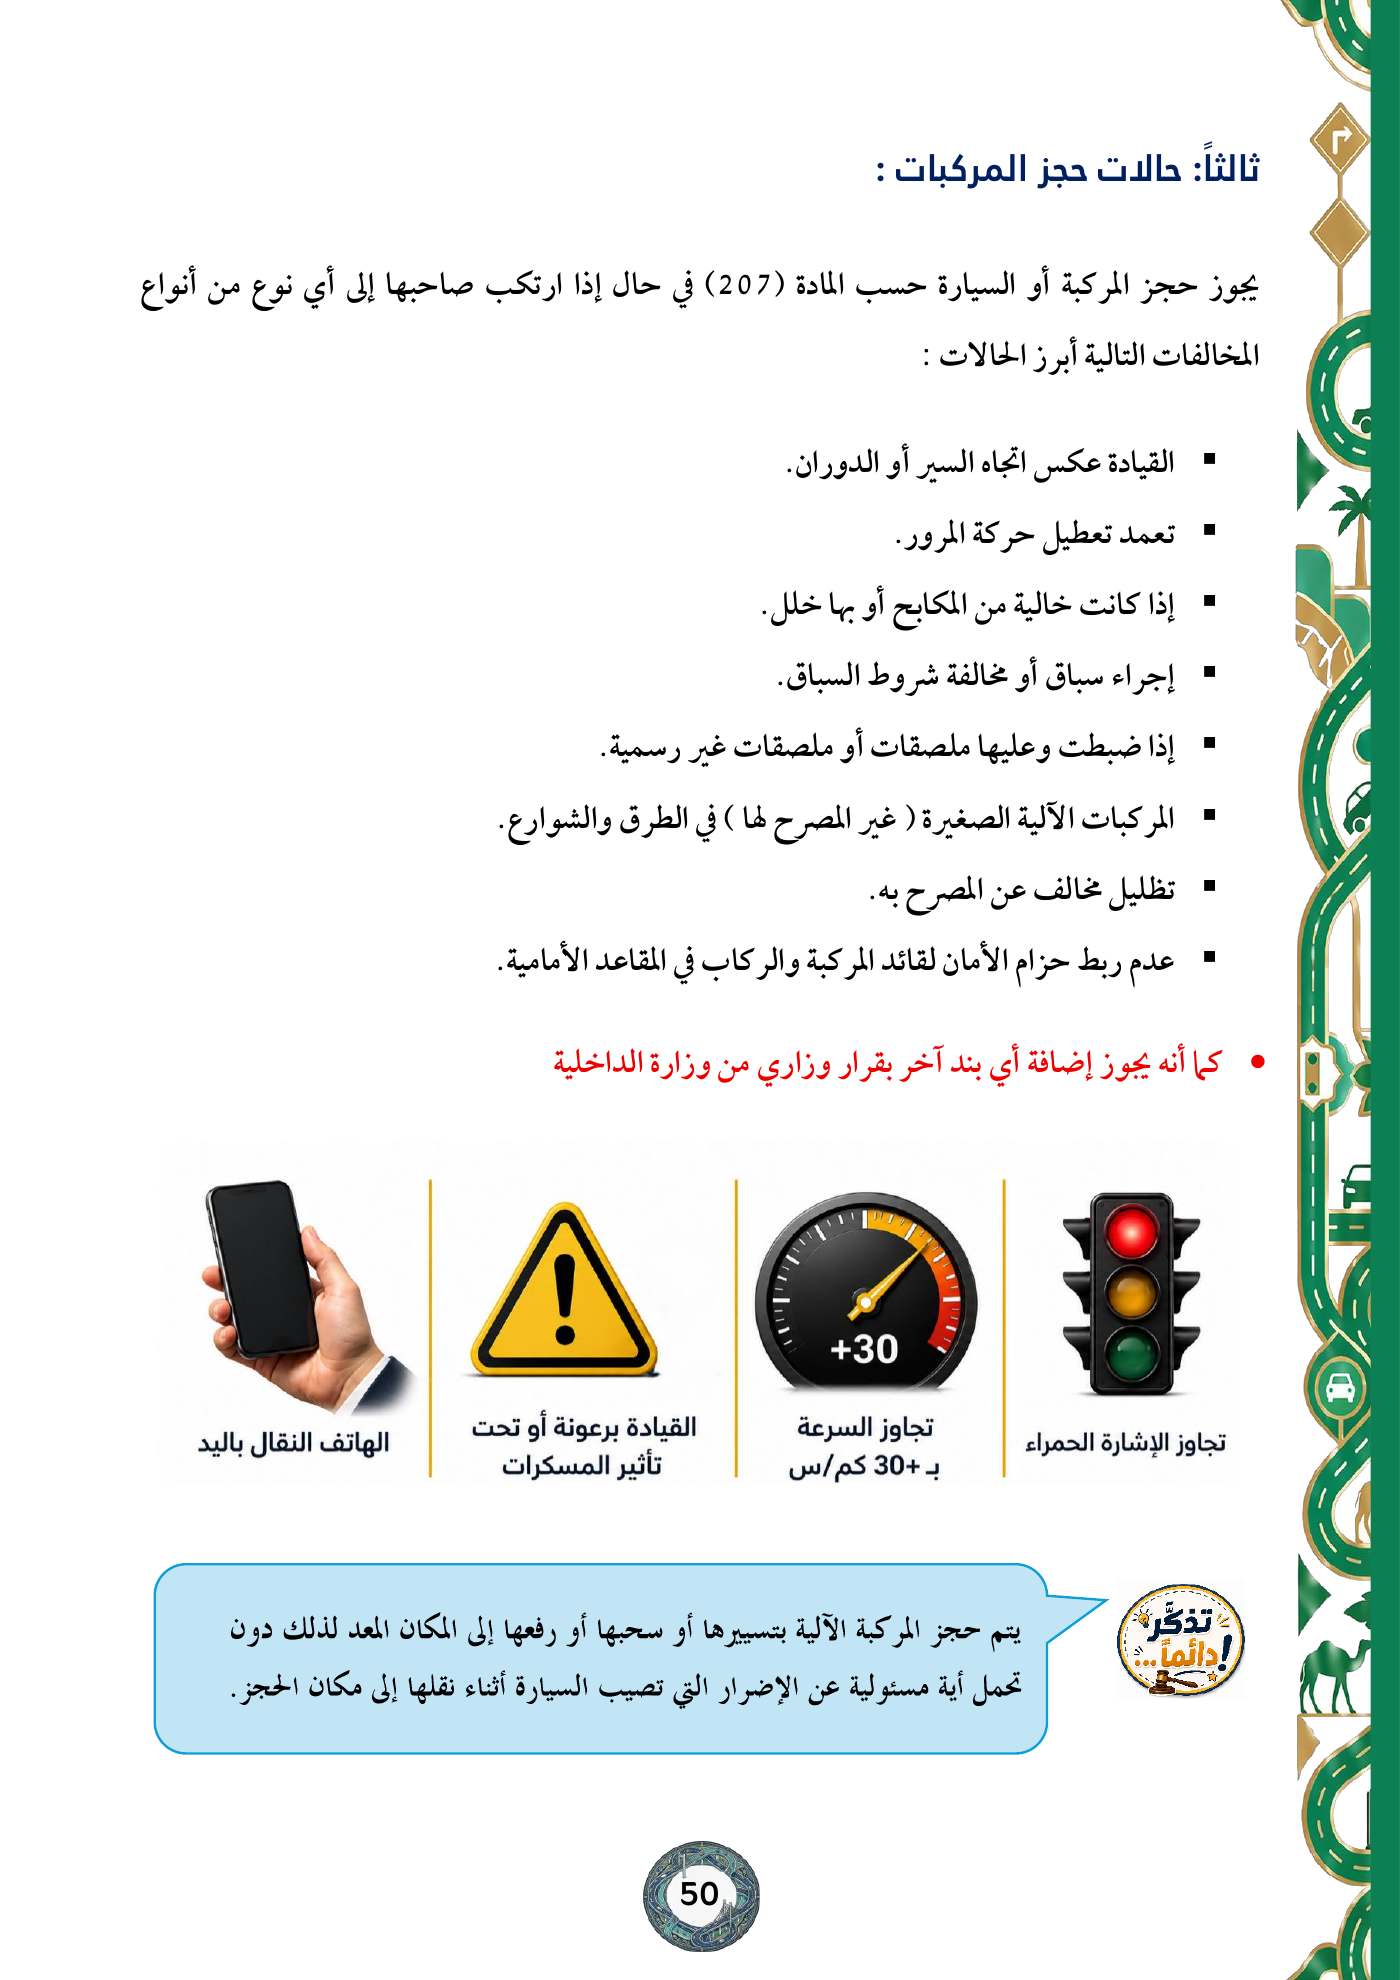 ثالثاً: حالات حجز المركبات :
يجوز حجز المركبة أو السيارة حسب المادة (207) في حال إذا ارتكب صاحبها إلى أي نوع من أنواع
المخالفات التالية أبرز الحالات :
▪ القيادة عكس اتجاه السير أو الدوران.
▪ تعمد تعطيل حركة المرور.
▪ إذا كانت خالية من المكابح أو بها خلل.
▪ إجراء سباق أو مخالفة شروط السباق.
▪ إذا ضبطت وعليها ملصقات أو ملصقات غير رسمية.
▪ المركبات الآلية الصغيرة ( غير المصرح لها ) في الطرق والشوارع.
▪ تظليل مخالف عن المصرح به.
▪ عدم ربط حزام الأمان لقائد المركبة والركاب في المقاعد الأمامية.
• كما أنه يجوز إضافة أي بند آخر بقرار وزاري من وزارة الداخلية
تجاوز الإشارة الحمراء
+30
تجاوز السرعة
بـ +30 كم/س
القيادة برعونة أو تحت
تأثير المسكرات
الهاتف النقال باليد
تذكَّر
دائماً...!
يتم حجز المركبة الآلية بتسييرها أو سحبها أو رفعها إلى المكان المعد لذلك دون
تحمل أية مسئولية عن الإضرار التي تصيب السيارة أثناء نقلها إلى مكان الحجز.
50